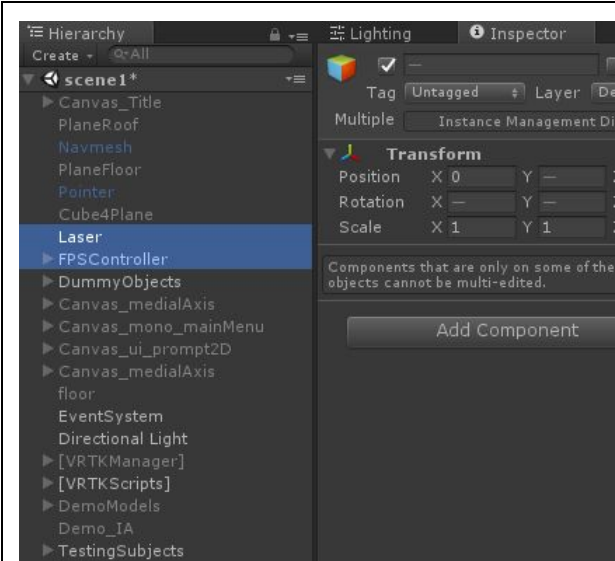 Hierarchy
Create
All
scene1*
Canvas_Title
PlaneRoof
Navmesh
PlaneFloor
Pointer
Cube4Plane
Laser
FPSController
DummyObjects
Canvas_medialAxis
Canvas_mono_mainMenu
Canvas_ui_prompt2D
Canvas_medialAxis
floor
EventSystem
Directional Light
[VRTKManager]
[VRTKScripts]
DemoModels
Demo_IA
TestingSubjects
Lighting
Inspector
—
Tag Untagged Layer De
Multiple Instance Management Di
Transform
Position X 0 Y —
Rotation X — Y —
Scale X 1 Y 1
Components that are only on some of the
objects cannot be multi-edited.
Add Component